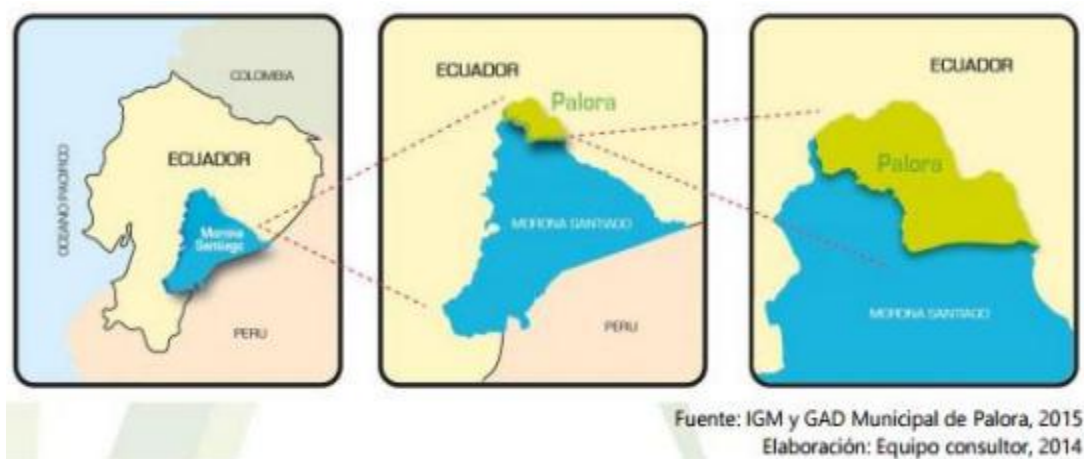 COLOMBIA
ECUADOR
OCEANO PACIFICO
Morona
Santiago
PERU
ECUADOR
Palora
MORONA SANTIAGO
PERU
ECUADOR
Palora
MORONA SANTIAGO
Fuente: IGM y GAD Municipal de Palora, 2015
Elaboración: Equipo consultor, 2014